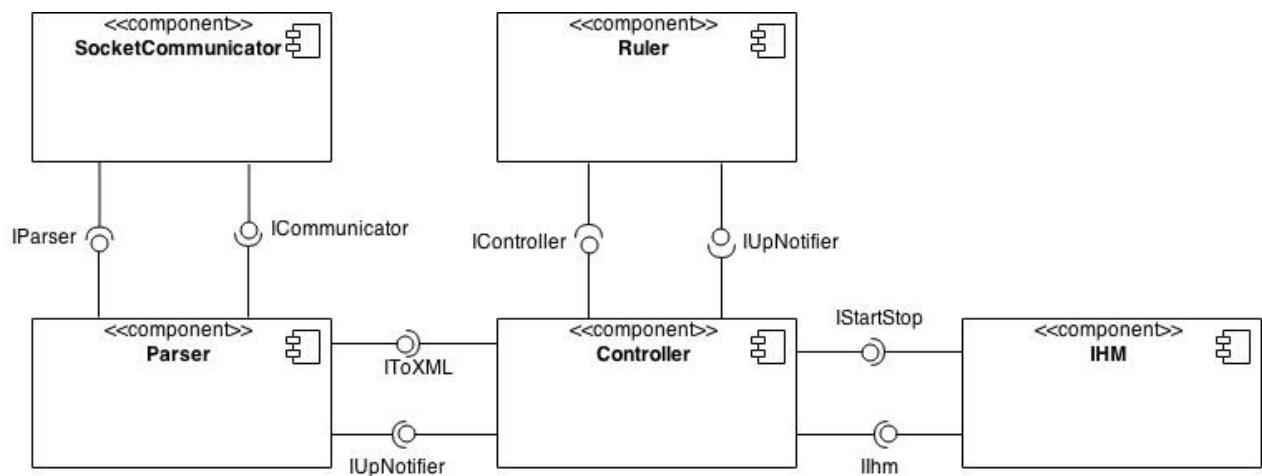 <<component>>
SocketCommunicator
<<component>>
Ruler
IParser
ICommunicator
IController
IUpNotifier
<<component>>
Parser
<<component>>
Controller
<<component>>
IHM
IToXML
IUpNotifier
IStartStop
IIhm